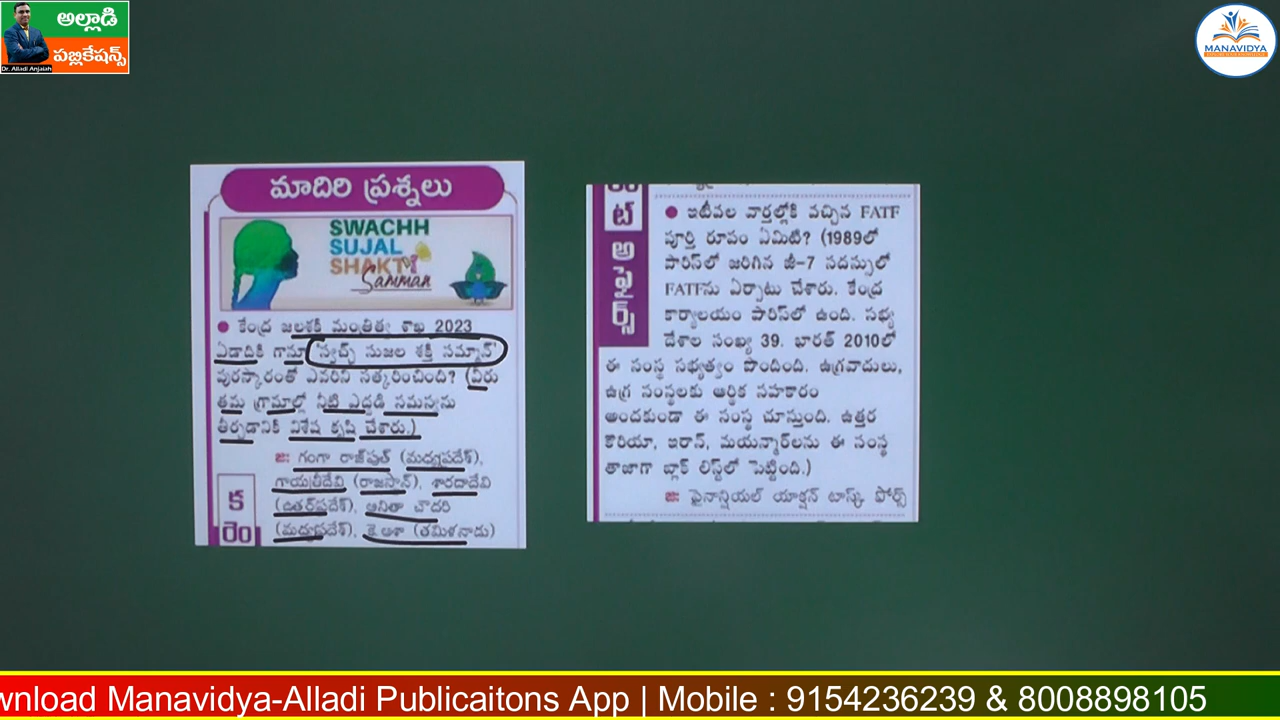 అల్లాడి
పబ్లికేషన్స్
Dr. Alladi Anjaiah
MANAVIDYA
మాదిరి ప్రశ్నలు
SWACHH
SUJAL
SHAKTI
Samman
● కేంద్ర జలశక్తి మంత్రిత్వ శాఖ 2023
ఏడాదికి గానూ 'స్వచ్ఛ్ సుజల శక్తి సమ్మాన్'
పురస్కారంతో ఎవరిని సత్కరించింది? (వీరు
తమ గ్రామాల్లో నీటి ఎద్దడి సమస్యను
తీర్చడానికి విశేష కృషి చేశారు.)
జ: గంగా రాజ్‌పుత్ (మధ్యప్రదేశ్),
గాయత్రీదేవి (రాజస్థాన్), శారదాదేవి
(ఉత్తర్‌ప్రదేశ్), అనితా చౌదరి
(మధ్యప్రదేశ్), కె.ఆశా (తమిళనాడు)
క
రెం
ట్
అ
ఫై
ర్స్
● ఇటీవల వార్తల్లోకి వచ్చిన FATF
పూర్తి రూపం ఏమిటి? (1989లో
పారిస్‌లో జరిగిన జీ-7 సదస్సులో
FATFను ఏర్పాటు చేశారు. కేంద్ర
కార్యాలయం పారిస్‌లో ఉంది. సభ్య
దేశాల సంఖ్య 39. భారత్ 2010లో
ఈ సంస్థ సభ్యత్వం పొందింది. ఉగ్రవాదులు,
ఉగ్ర సంస్థలకు ఆర్థిక సహకారం
అందకుండా ఈ సంస్థ చూస్తుంది. ఉత్తర
కొరియా, ఇరాన్, మయన్మార్‌లను ఈ సంస్థ
తాజాగా బ్లాక్ లిస్ట్‌లో పెట్టింది.)
జ: ఫైనాన్షియల్ యాక్షన్ టాస్క్ ఫోర్స్
wnload Manavidya-Alladi Publicaitons App | Mobile : 9154236239 & 8008898105